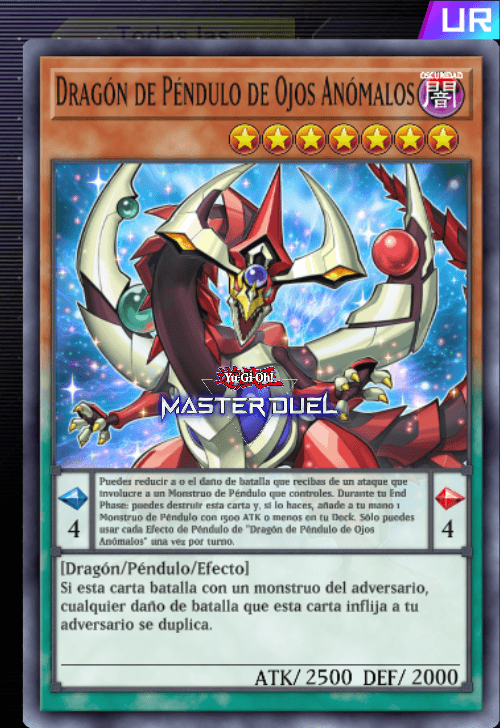 Todas las
UR
DRAGÓN DE PÉNDULO DE OJOS ANÓMALOS
OSCURIDAD
闇
Yu-Gi-Oh!
MASTER DUEL
Puedes reducir a 0 el daño de batalla que recibas de un ataque que
involucre a un Monstruo de Péndulo que controles. Durante tu End
Phase: puedes destruir esta carta y, si lo haces, añade a tu mano 1
Monstruo de Péndulo con 1500 ATK o menos en tu Deck. Sólo puedes
usar cada Efecto de Péndulo de "Dragón de Péndulo de Ojos
Anómalos" una vez por turno.
4
4
[Dragón/Péndulo/Efecto]
Si esta carta batalla con un monstruo del adversario,
cualquier daño de batalla que esta carta inflija a tu
adversario se duplica.
ATK/ 2500 DEF/ 2000